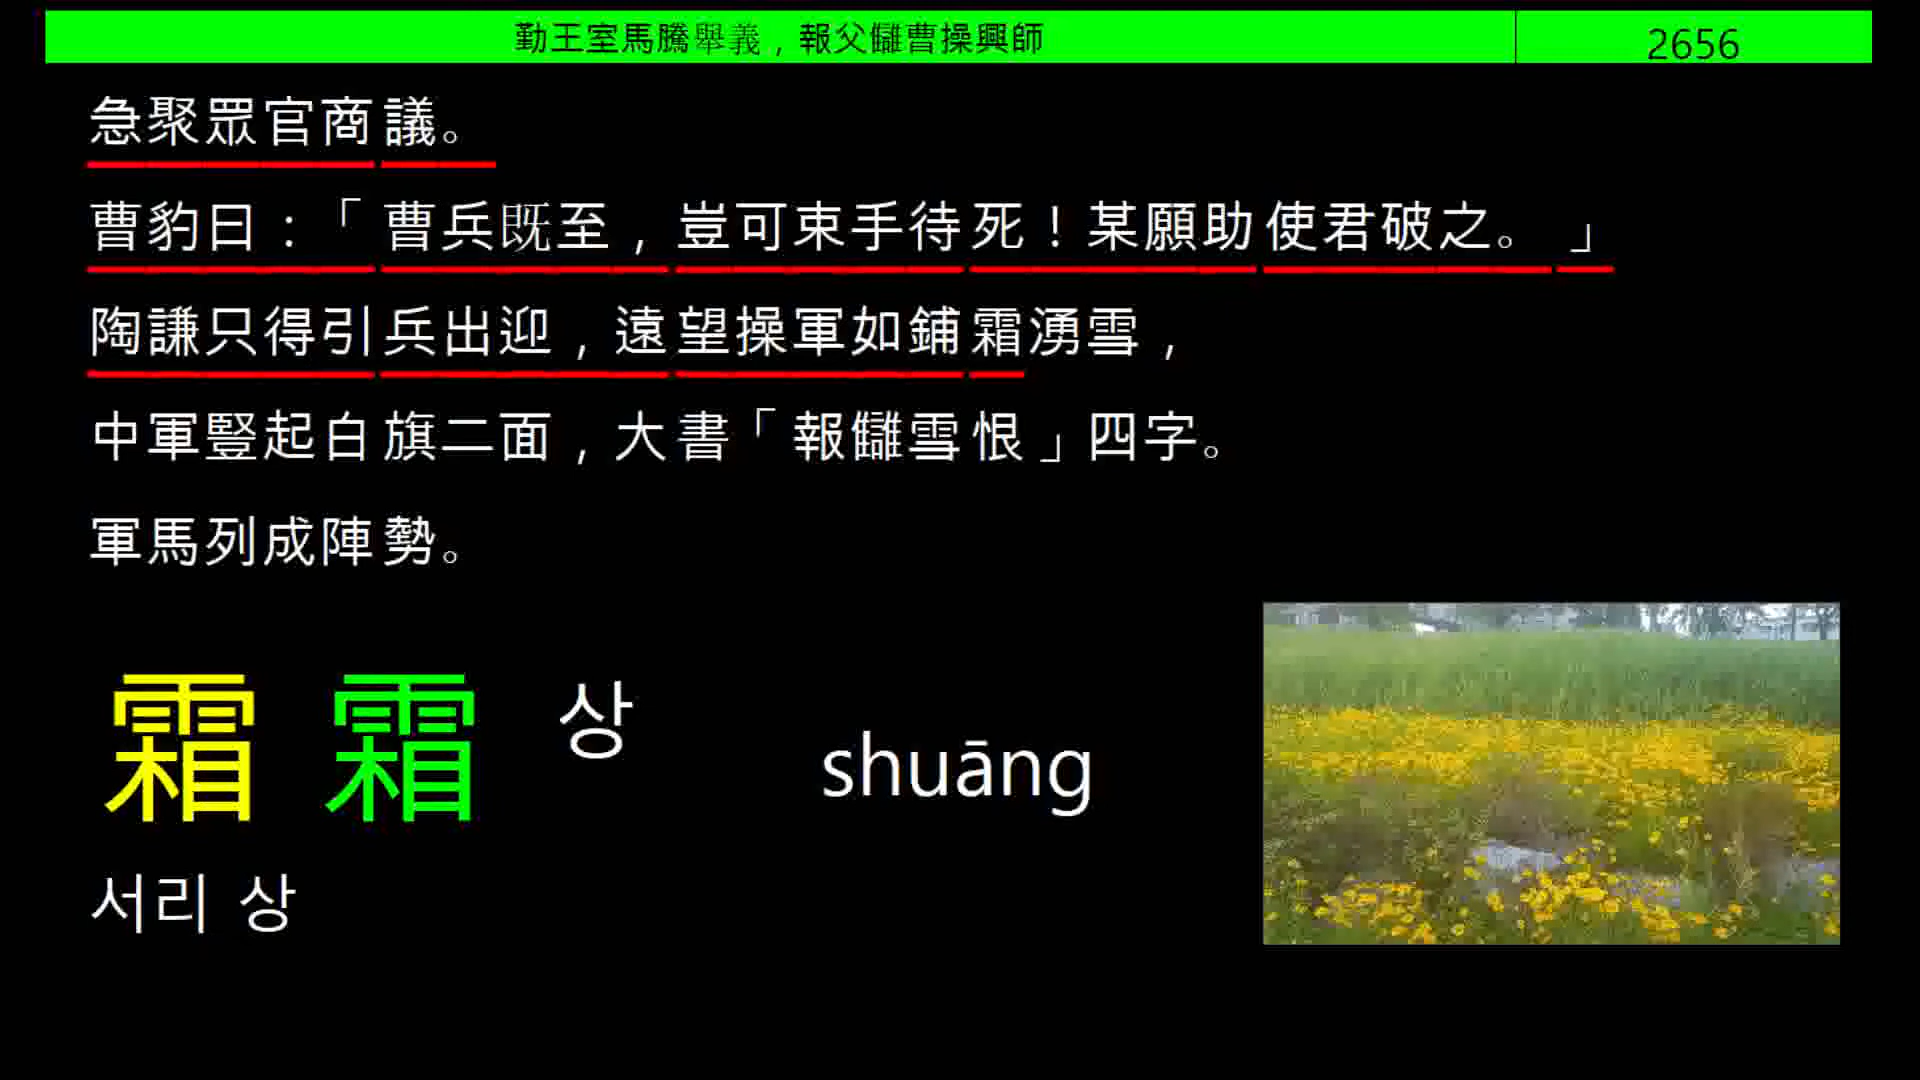 勤王室馬騰舉義，報父讎曹操興師
2656
急聚眾官商議。
曹豹曰：「曹兵既至，豈可束手待死！某願助使君破之。」
陶謙只得引兵出迎，遠望操軍如鋪霜湧雪，
中軍豎起白旗二面，大書「報讎雪恨」四字。
軍馬列成陣勢。
霜 霜 상 shuāng
서리 상